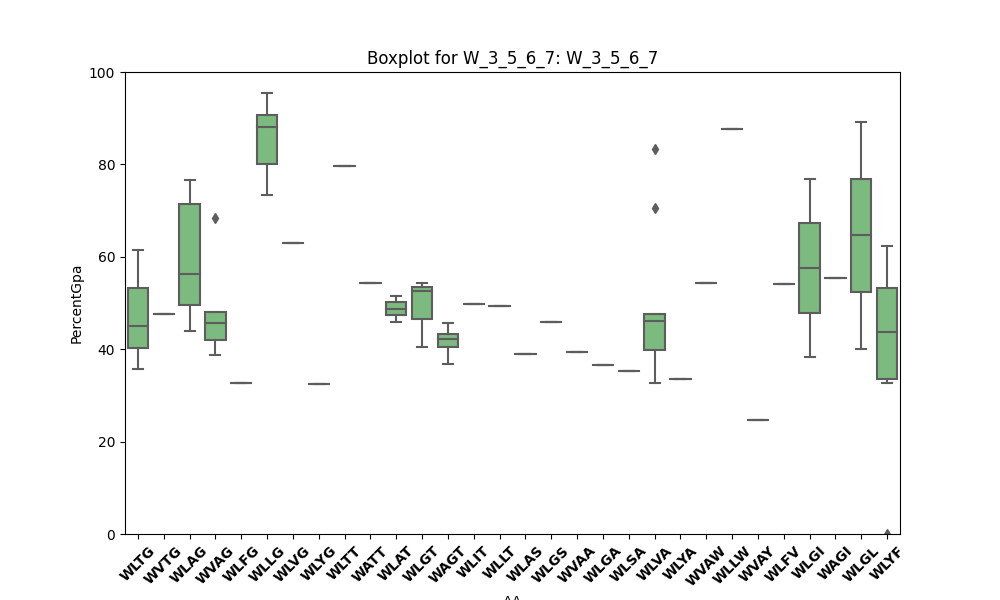 Boxplot for W_3_5_6_7: W_3_5_6_7
100
80
60
40
20
0
PercentGpa
WLTG WVTG WLAG WVAG WLFG WLLG WLVG WLYG WLTT WATT WLAT WLGT WAGT WLIT WLLT WLAS WLGS WVAA WLGA WLSA WLVA WLYA WVAW WLLW WVAY WLFV WLGI WAGI WLGL WLYF
AA